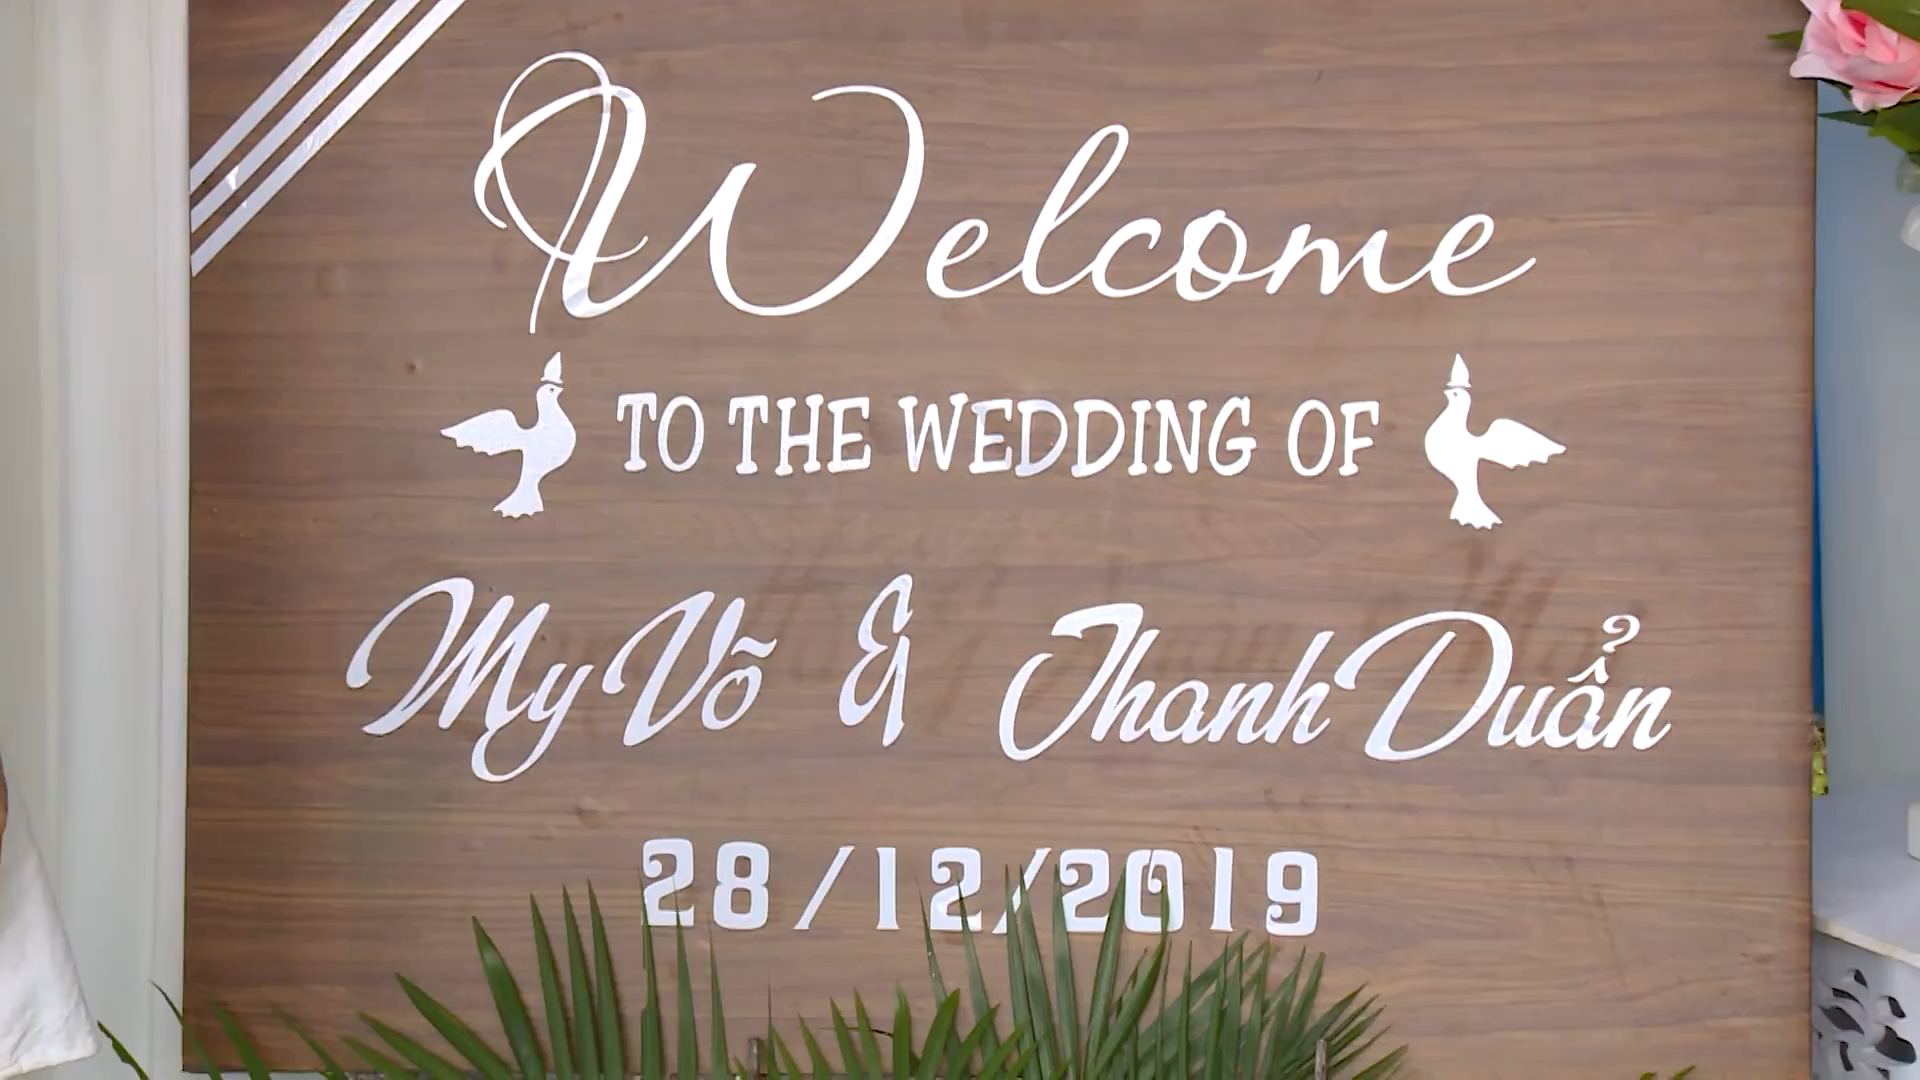 Welcome
TO THE WEDDING OF
My Võ & Thanh Duẩn
28/12/2019